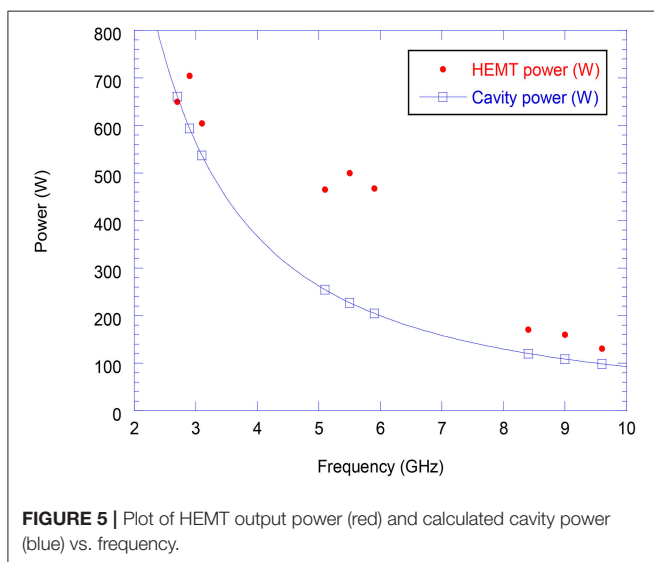 800
700
600
500
400
300
200
100
0
Power (W)
HEMT power (W)
Cavity power (W)
2 3 4 5 6 7 8 9 10
Frequency (GHz)
FIGURE 5 | Plot of HEMT output power (red) and calculated cavity power
(blue) vs. frequency.